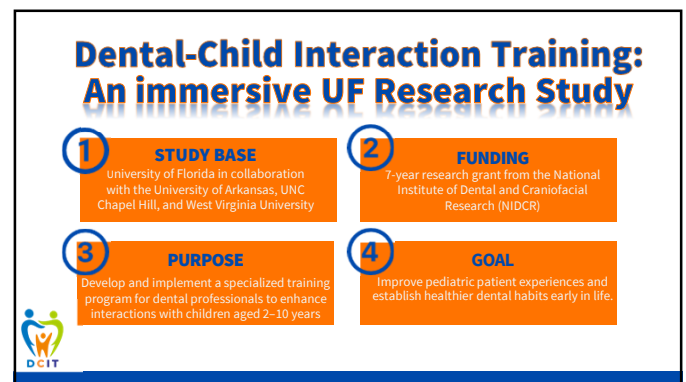 Dental-Child Interaction Training:
An immersive UF Research Study
1
STUDY BASE
University of Florida in collaboration
with the University of Arkansas, UNC
Chapel Hill, and West Virginia University
2
FUNDING
7-year research grant from the National
Institute of Dental and Craniofacial
Research (NIDCR)
3
PURPOSE
Develop and implement a specialized training
program for dental professionals to enhance
interactions with children aged 2–10 years
4
GOAL
Improve pediatric patient experiences and
establish healthier dental habits early in life.
DCIT